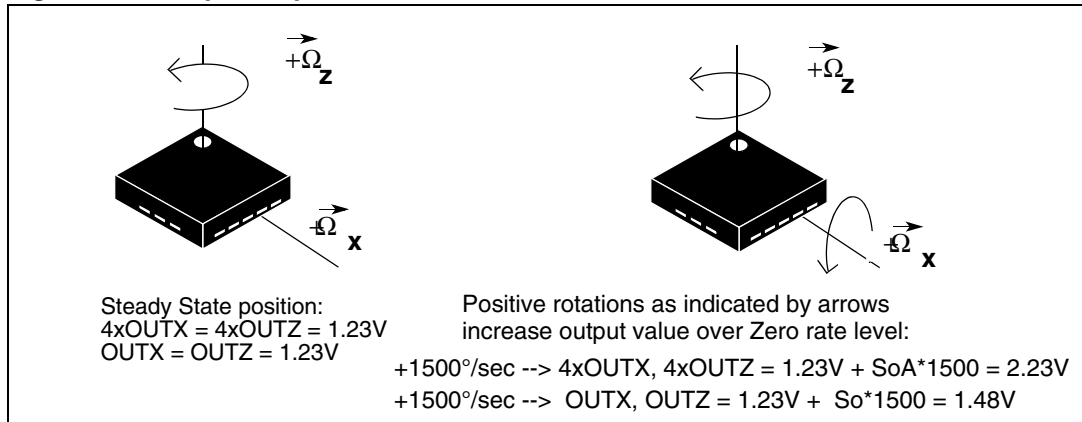 +Ω
z
+Ω
x
Steady State position:
4xOUTX = 4xOUTZ = 1.23V
OUTX = OUTZ = 1.23V
+Ω
z
+Ω
x
Positive rotations as indicated by arrows
increase output value over Zero rate level:
+1500°/sec --> 4xOUTX, 4xOUTZ = 1.23V + SoA*1500 = 2.23V
+1500°/sec --> OUTX, OUTZ = 1.23V + So*1500 = 1.48V